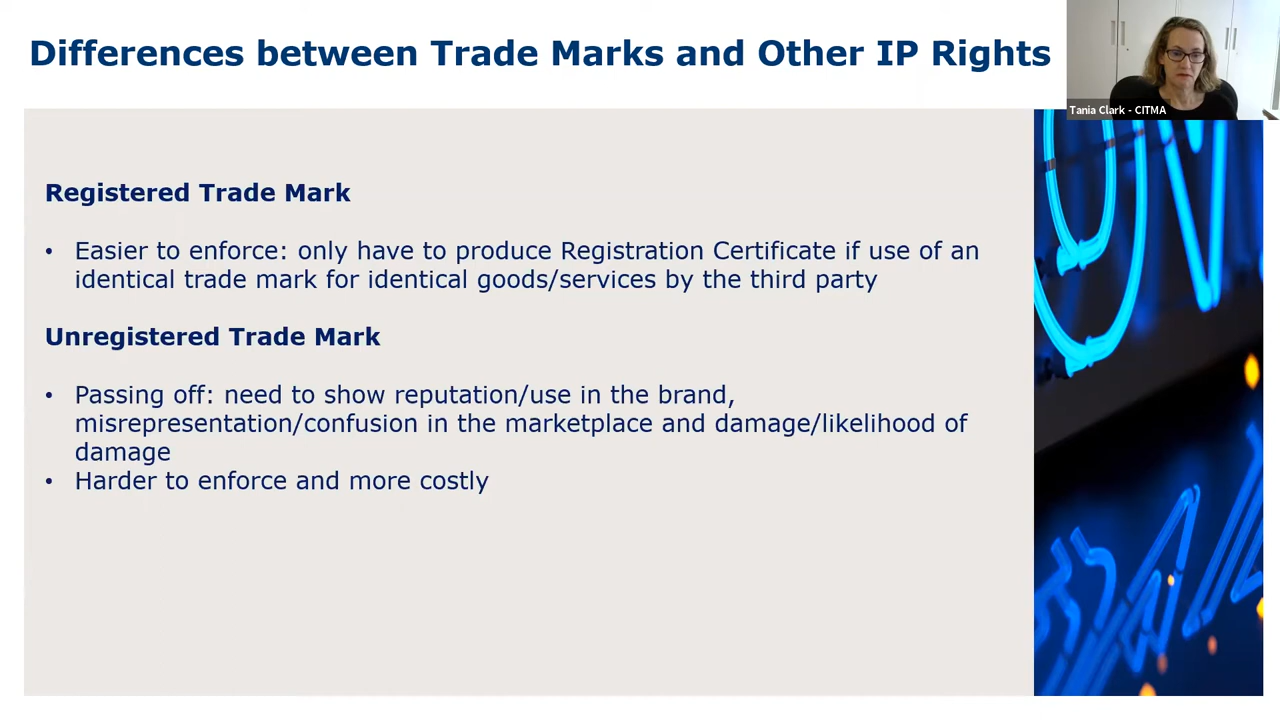 Differences between Trade Marks and Other IP Rights
Tania Clark - CITMA
Registered Trade Mark
• Easier to enforce: only have to produce Registration Certificate if use of an
identical trade mark for identical goods/services by the third party
Unregistered Trade Mark
• Passing off: need to show reputation/use in the brand,
misrepresentation/confusion in the marketplace and damage/likelihood of
damage
• Harder to enforce and more costly